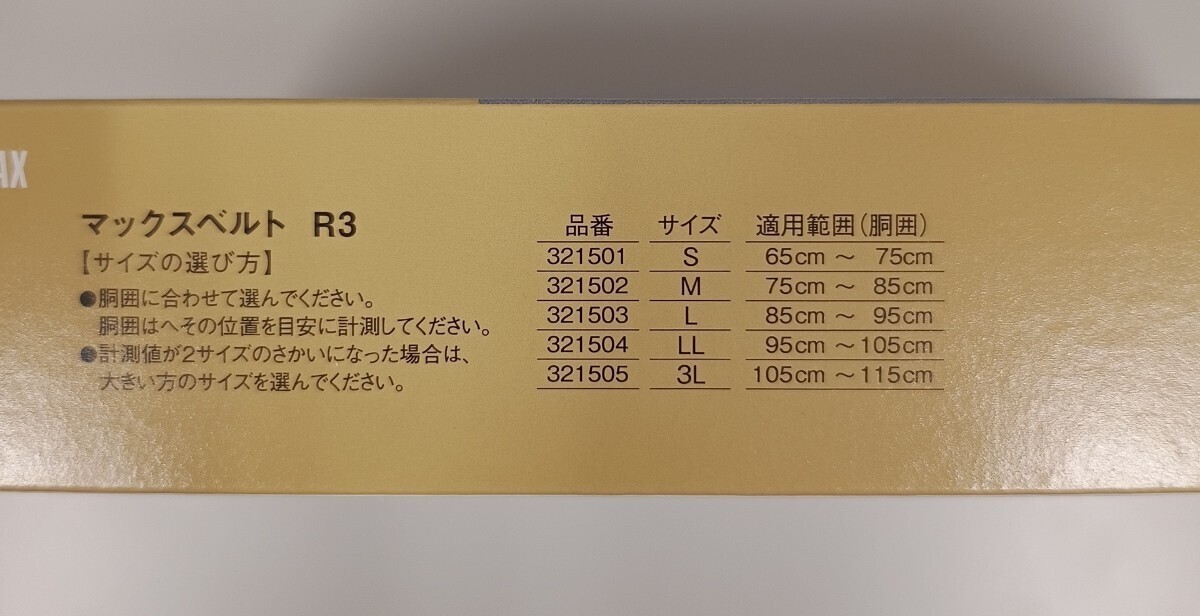 AX
マックスベルト R3
【サイズの選び方】
●胴囲に合わせて選んでください。
胴囲はへその位置を目安に計測してください。
●計測値が2サイズのさかいになった場合は、
大きい方のサイズを選んでください。
品番 サイズ 適用範囲(胴囲)
321501 S 65cm ～ 75cm
321502 M 75cm ～ 85cm
321503 L 85cm ～ 95cm
321504 LL 95cm ～105cm
321505 3L 105cm ～115cm